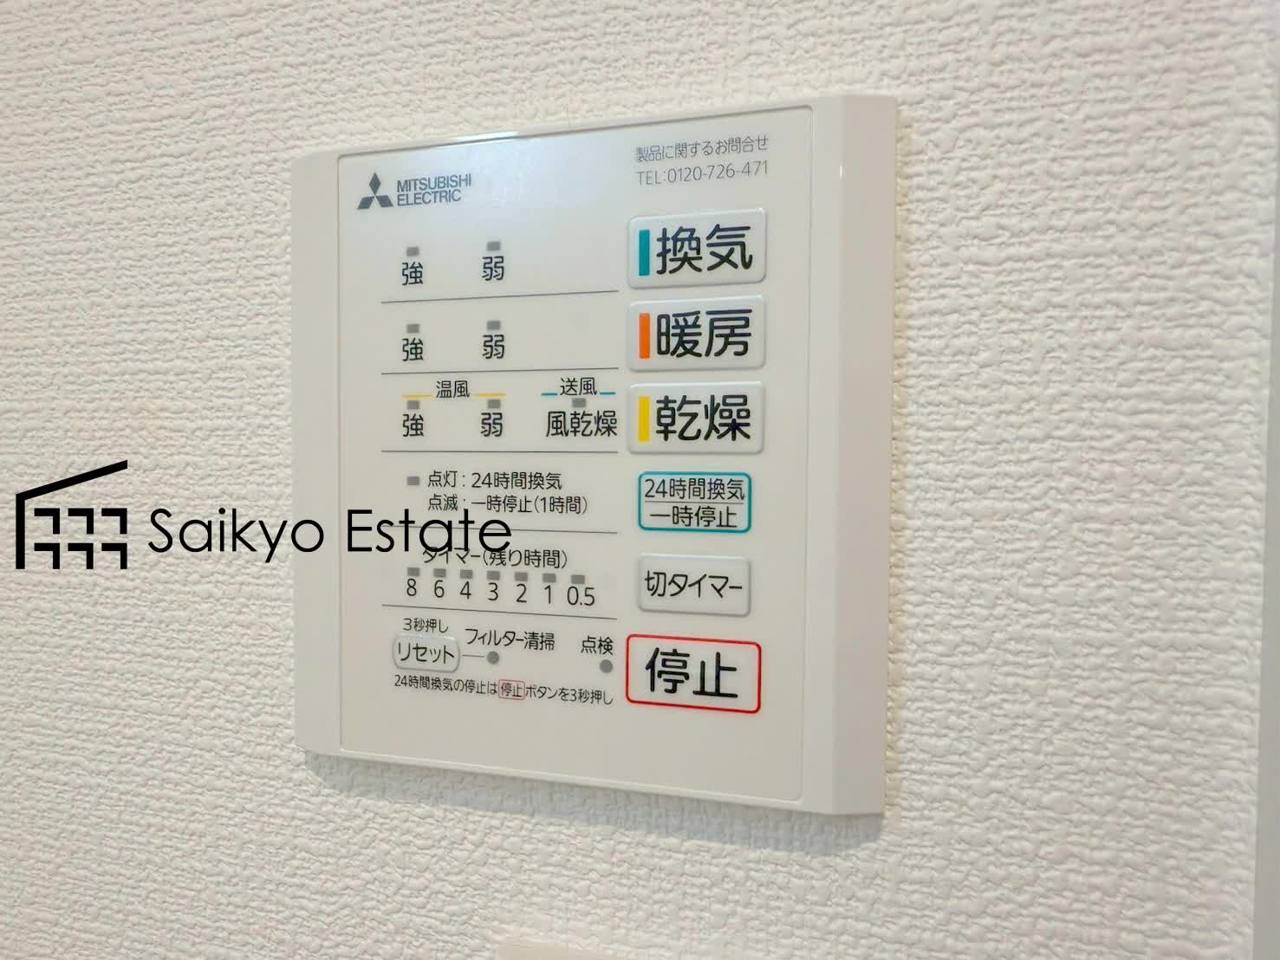 製品に関するお問合せ
TEL:0120-726-471
MITSUBISHI
ELECTRIC
強 弱 換気
強 弱 暖房
温風 送風
強 弱 風乾燥 乾燥
点灯：24時間換気
点滅：一時停止(1時間)
24時間換気
一時停止
Saikyo Estate
タイマー(残り時間)
8 6 4 3 2 1 0.5
切タイマー
3秒押し
リセット フィルター清掃 点検
停止
24時間換気の停止は停止ボタンを3秒押し